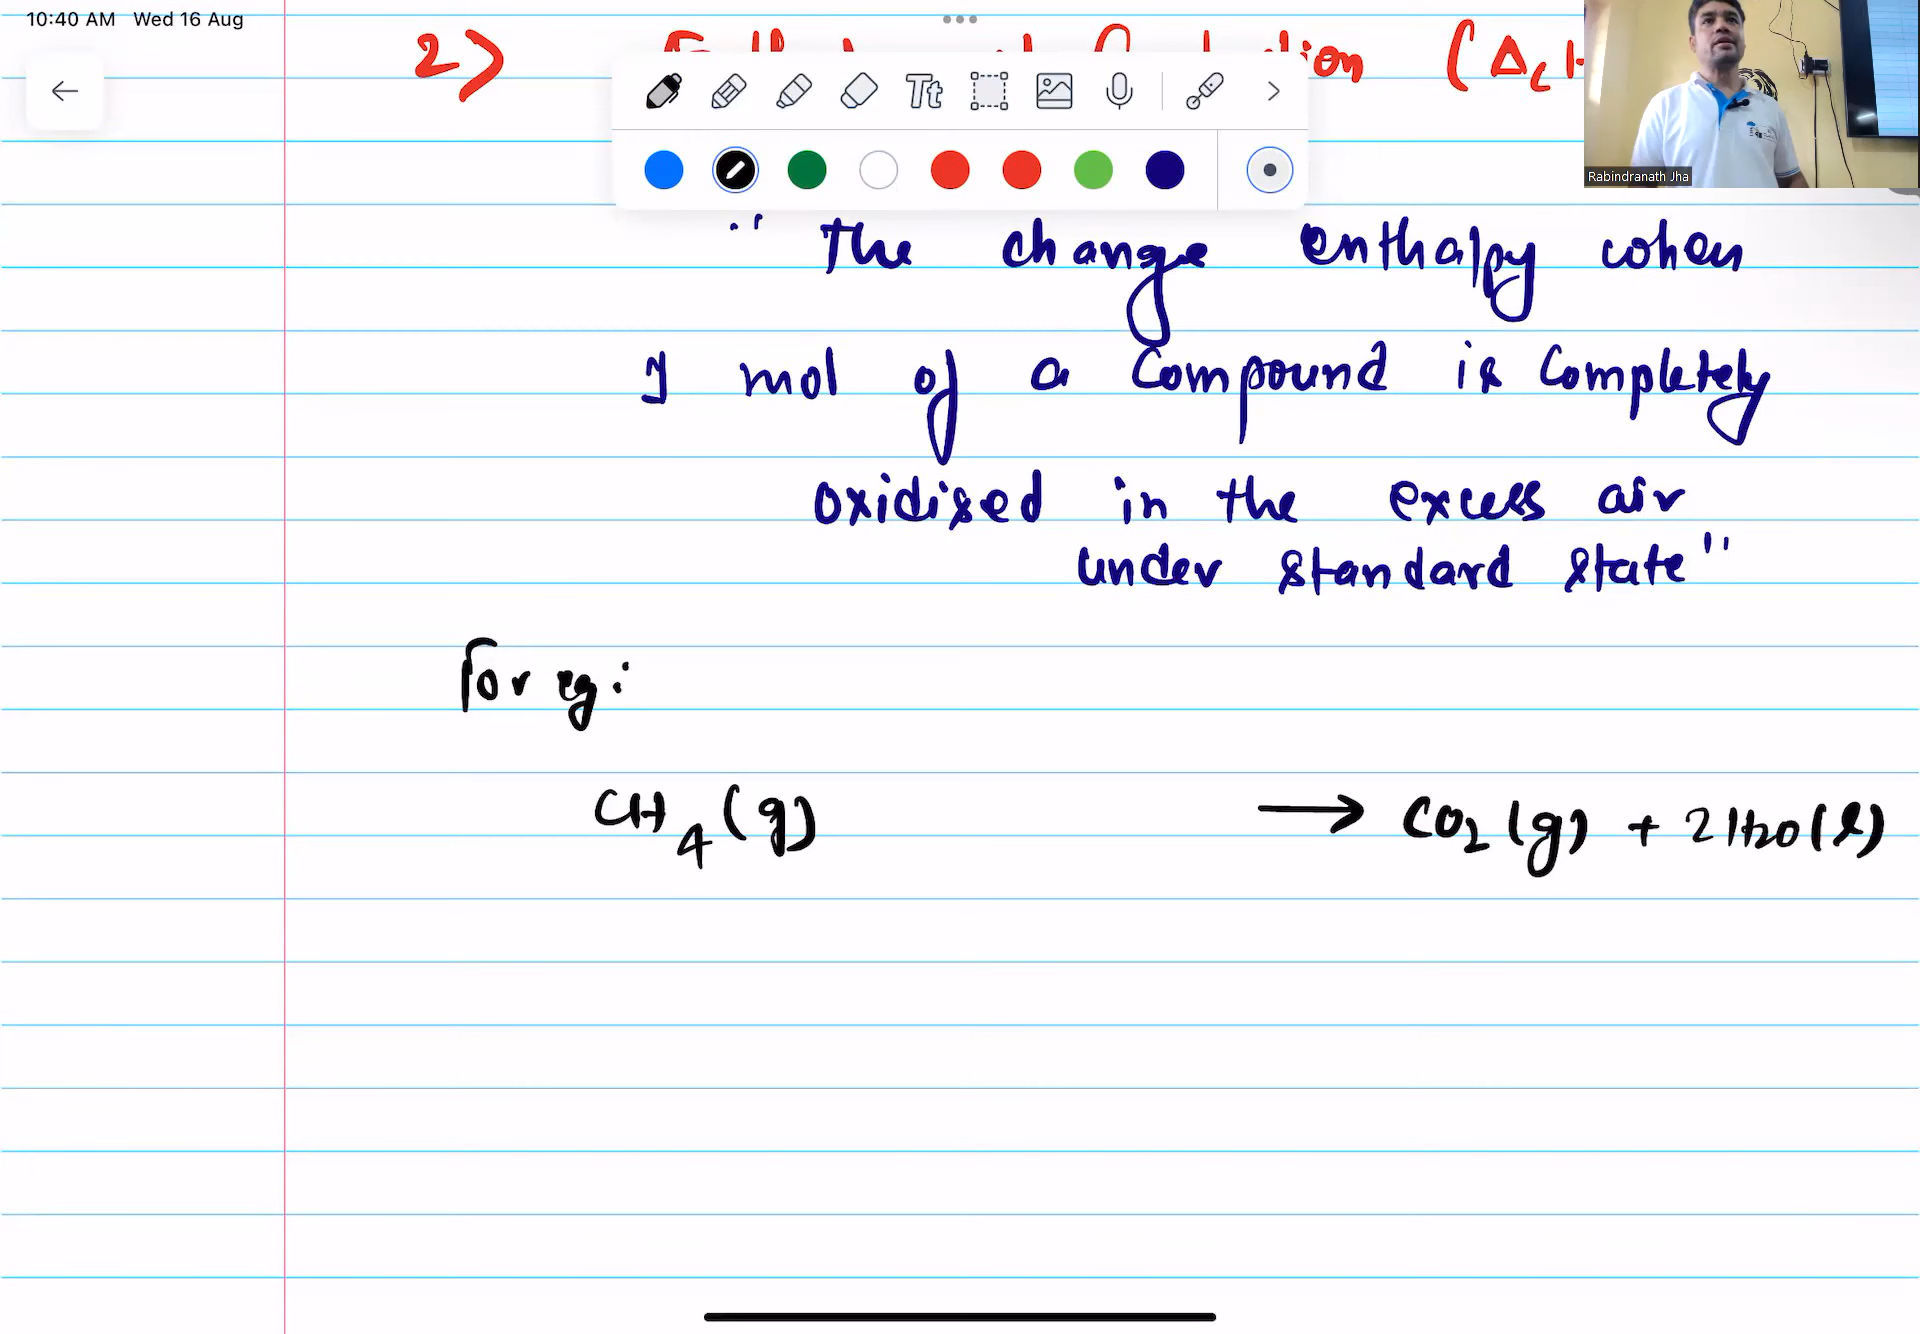 10:40 AM Wed 16 Aug
2)
Tt
Rabindranath Jha
" The change enthalpy when
1 mol of a compound is completely
oxidised in the excess air
under standard state"
For eg:
CH₄(g) → CO₂(g) + 2H₂O(l)